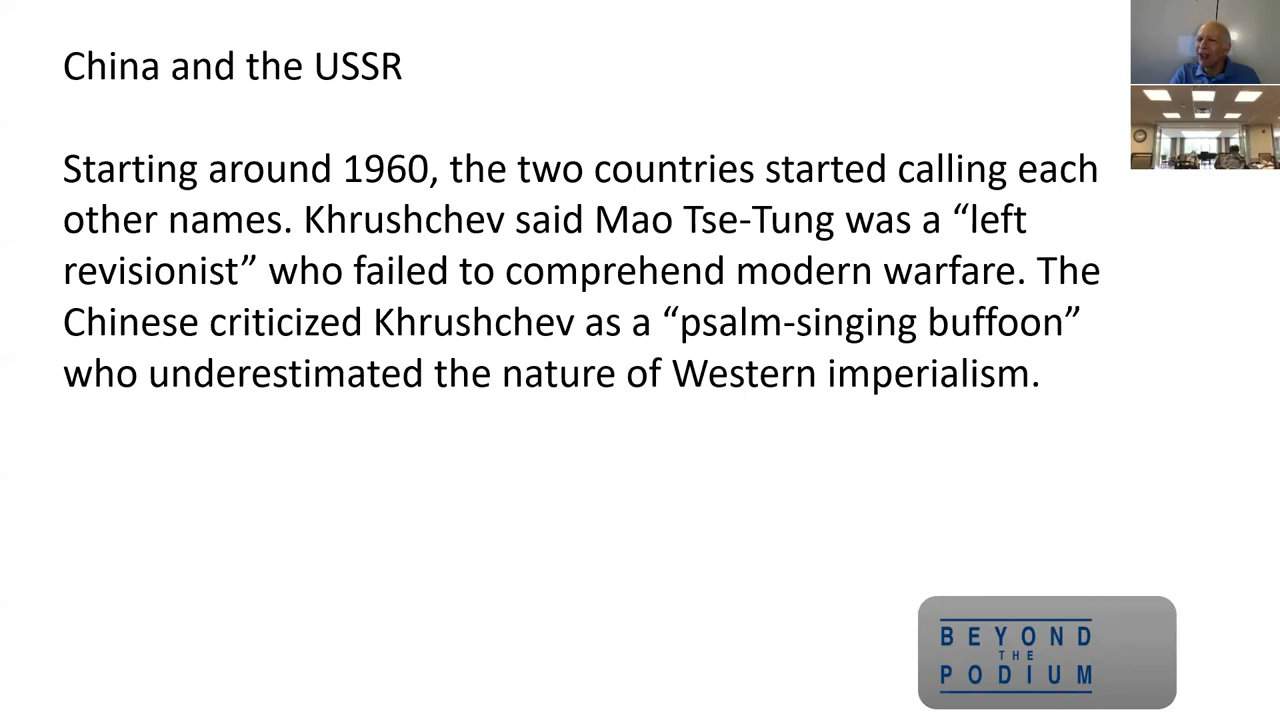 China and the USSR
Starting around 1960, the two countries started calling each
other names. Khrushchev said Mao Tse-Tung was a “left
revisionist” who failed to comprehend modern warfare. The
Chinese criticized Khrushchev as a “psalm-singing buffoon”
who underestimated the nature of Western imperialism.
BEYOND
THE
PODIUM